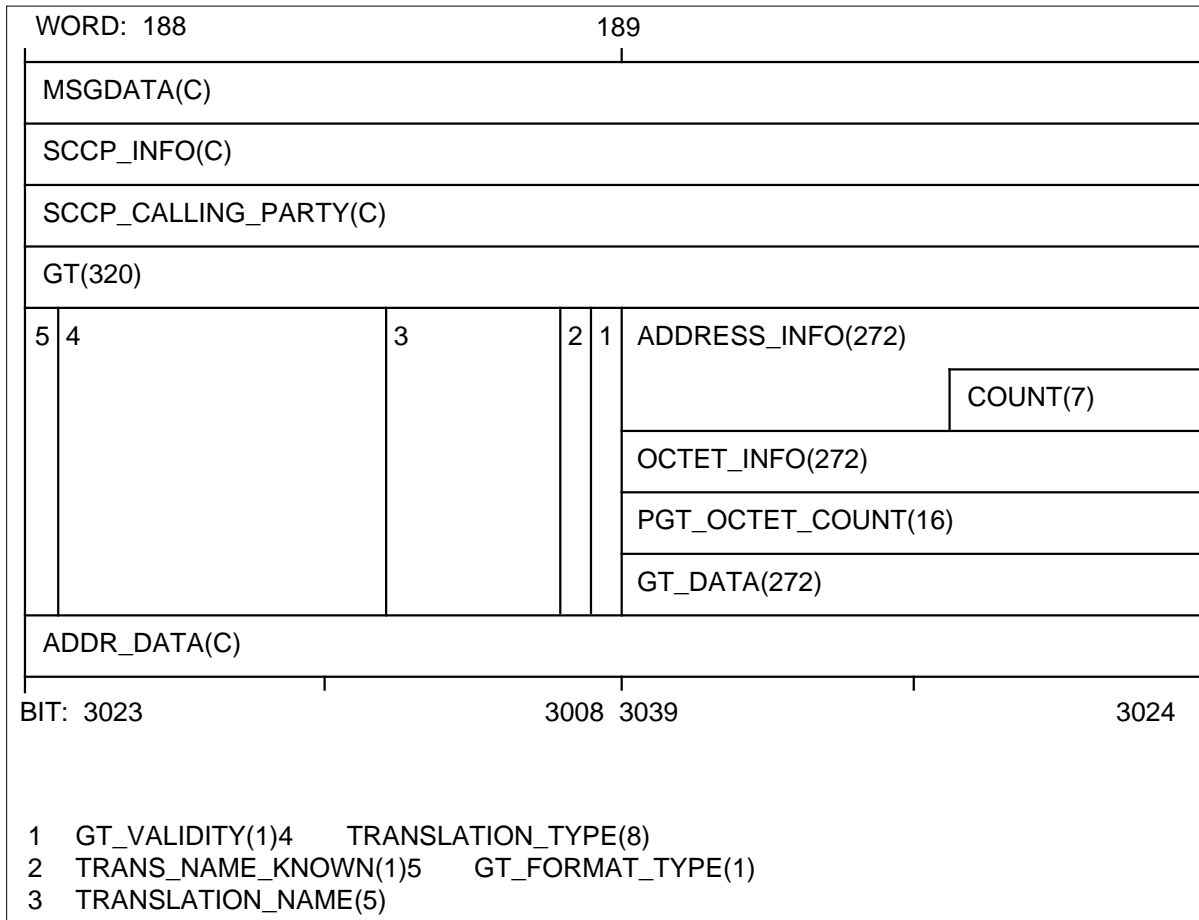 WORD: 188 189
MSGDATA(C)
SCCP_INFO(C)
SCCP_CALLING_PARTY(C)
GT(320)
5 4 3 2 1 ADDRESS_INFO(272)
COUNT(7)
OCTET_INFO(272)
PGT_OCTET_COUNT(16)
GT_DATA(272)
ADDR_DATA(C)
BIT: 3023 3008 3039 3024
1 GT_VALIDITY(1)4 TRANSLATION_TYPE(8)
2 TRANS_NAME_KNOWN(1)5 GT_FORMAT_TYPE(1)
3 TRANSLATION_NAME(5)